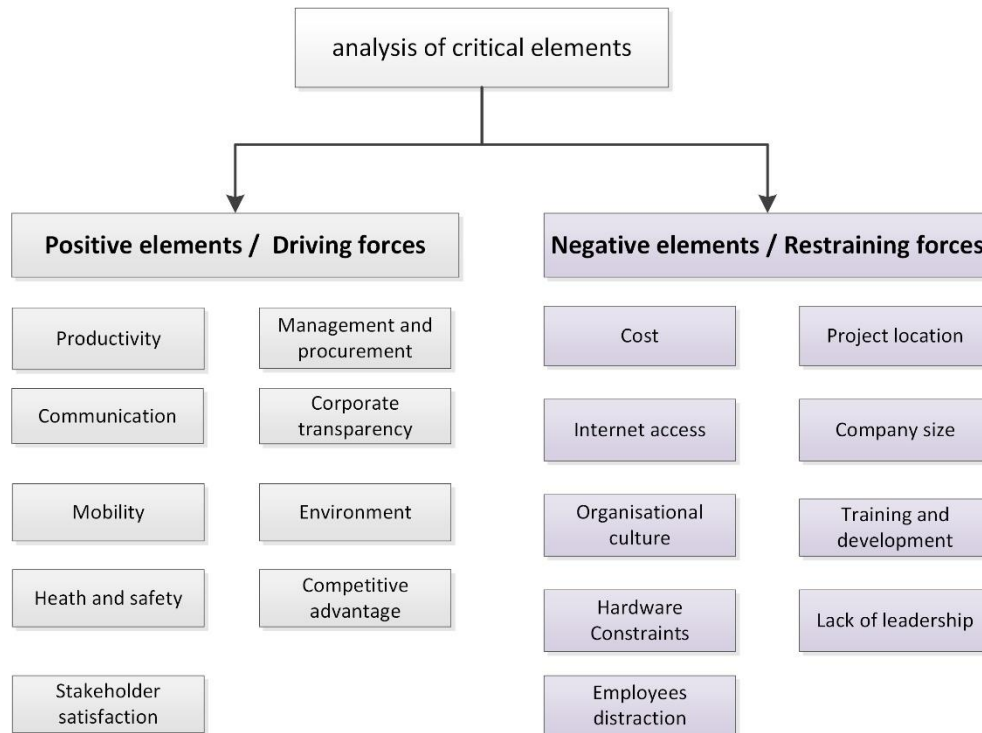 analysis of critical elements
Positive elements /  Driving forces
Productivity
Communication
Mobility
Heath and safety
Stakeholder
satisfaction
Management and
procurement
Corporate
transparency
Environment
Competitive
advantage
Negative elements / Restraining forces
Cost
Internet access
Organisational
culture
Hardware
Constraints
Employees
distraction
Project location
Company size
Training and
development
Lack of leadership